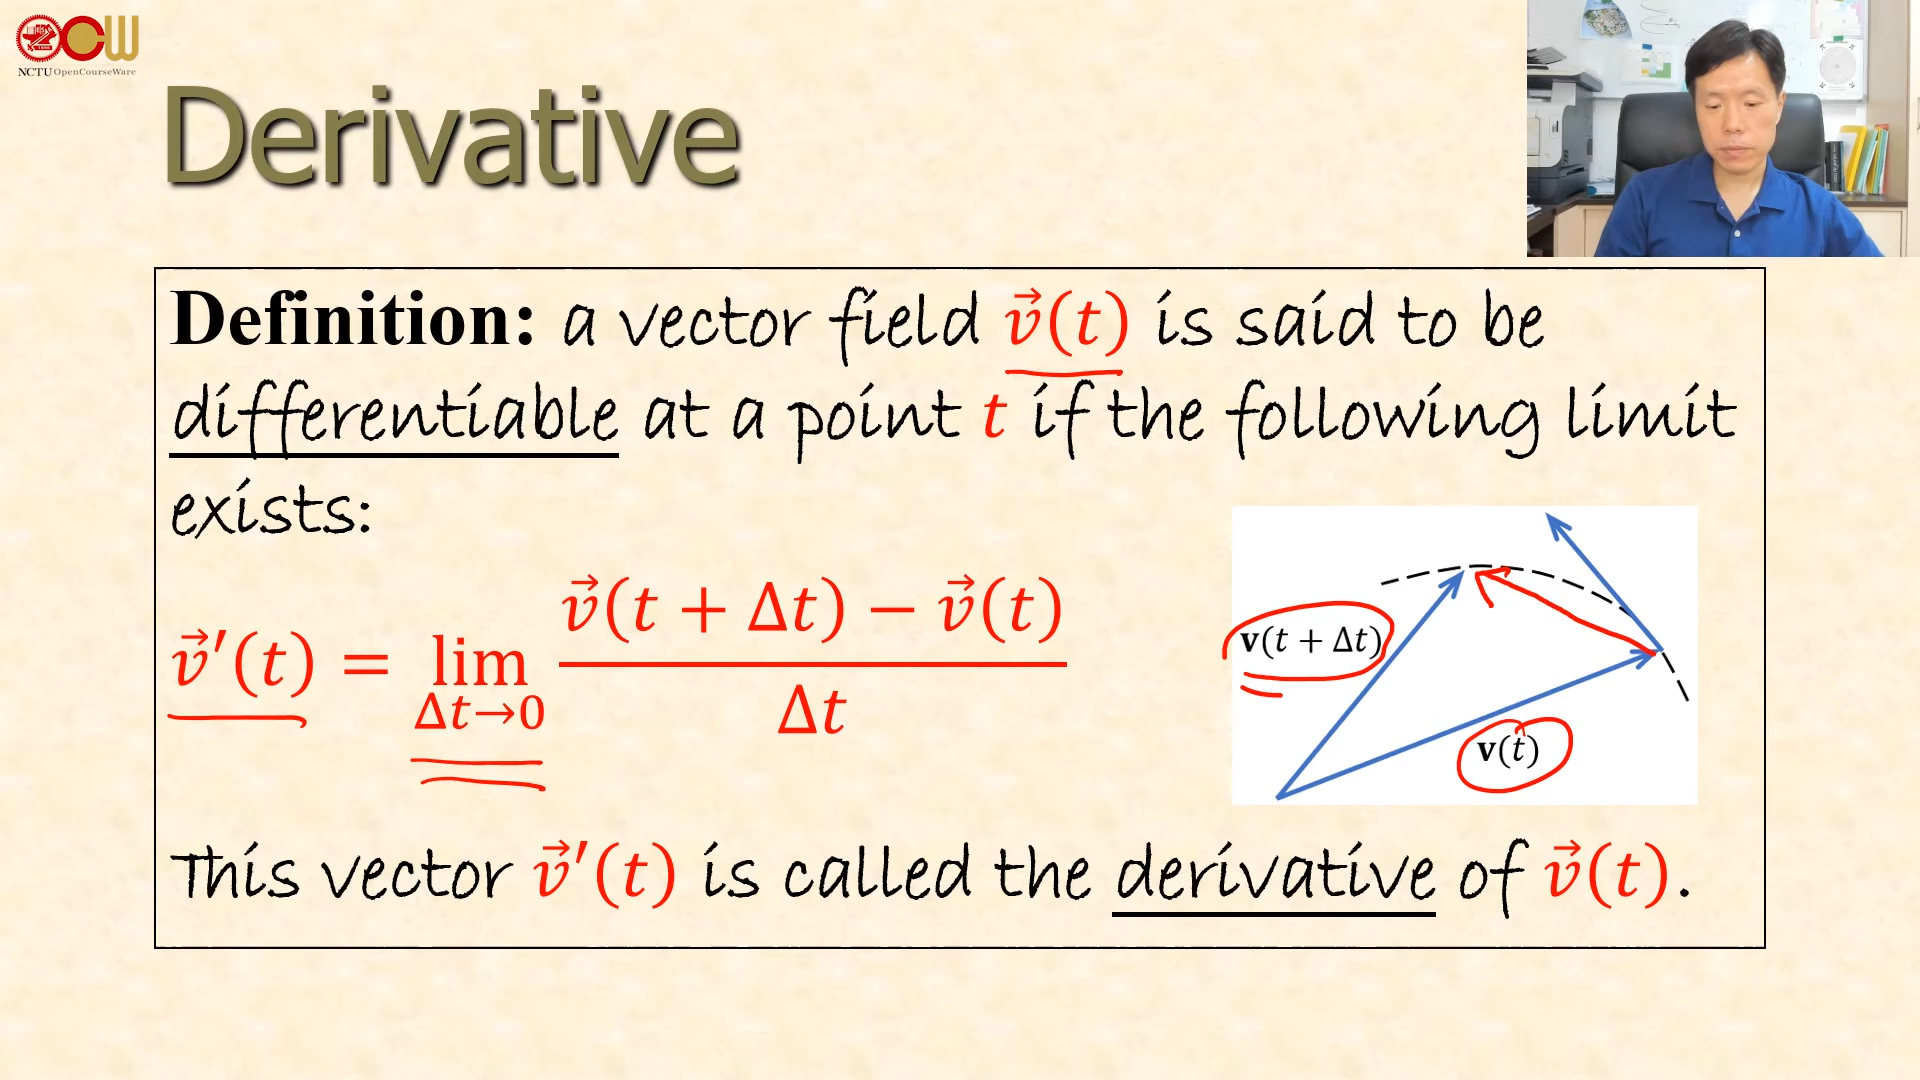 NCTU OpenCourseWare
Derivative
Definition: a vector field v⃗(t) is said to be
differentiable at a point t if the following limit
exists:
v⃗′(t) = lim_{Δt→0} (v⃗(t + Δt) − v⃗(t)) / Δt
v(t + Δt)
v(t)
This vector v⃗′(t) is called the derivative of v⃗(t).